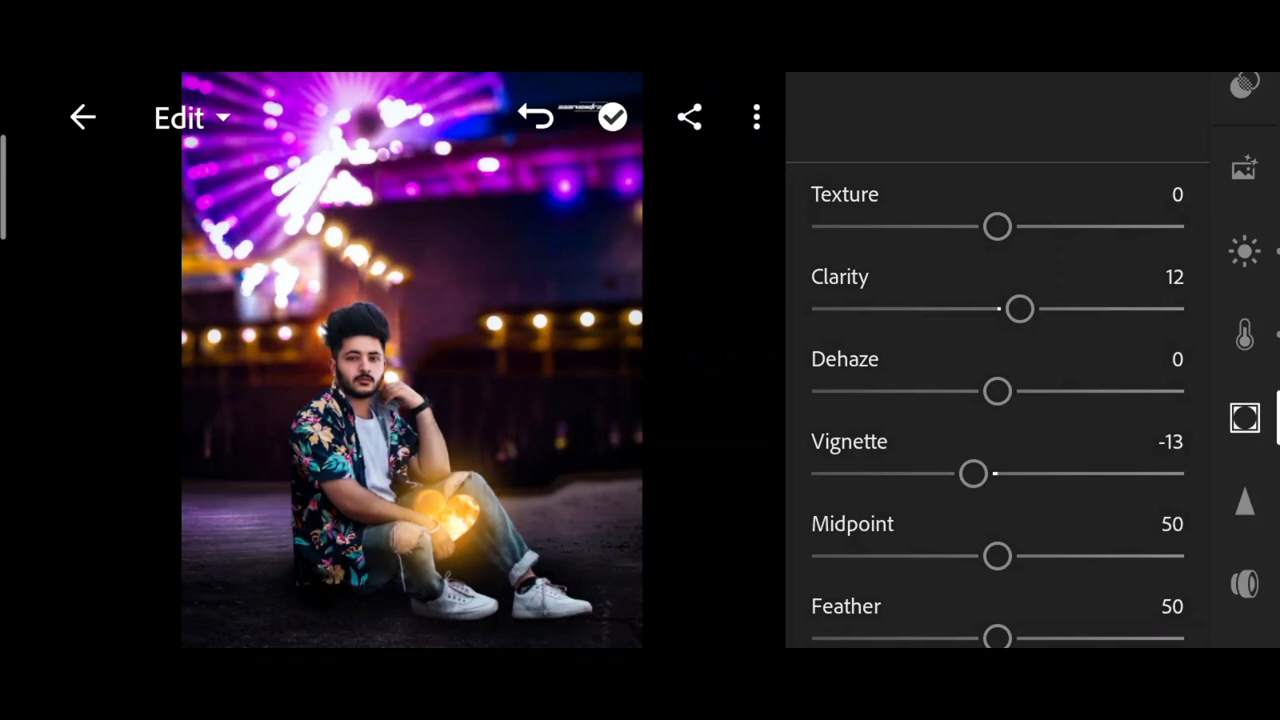 Edit
Texture 0
Clarity 12
Dehaze 0
Vignette -13
Midpoint 50
Feather 50